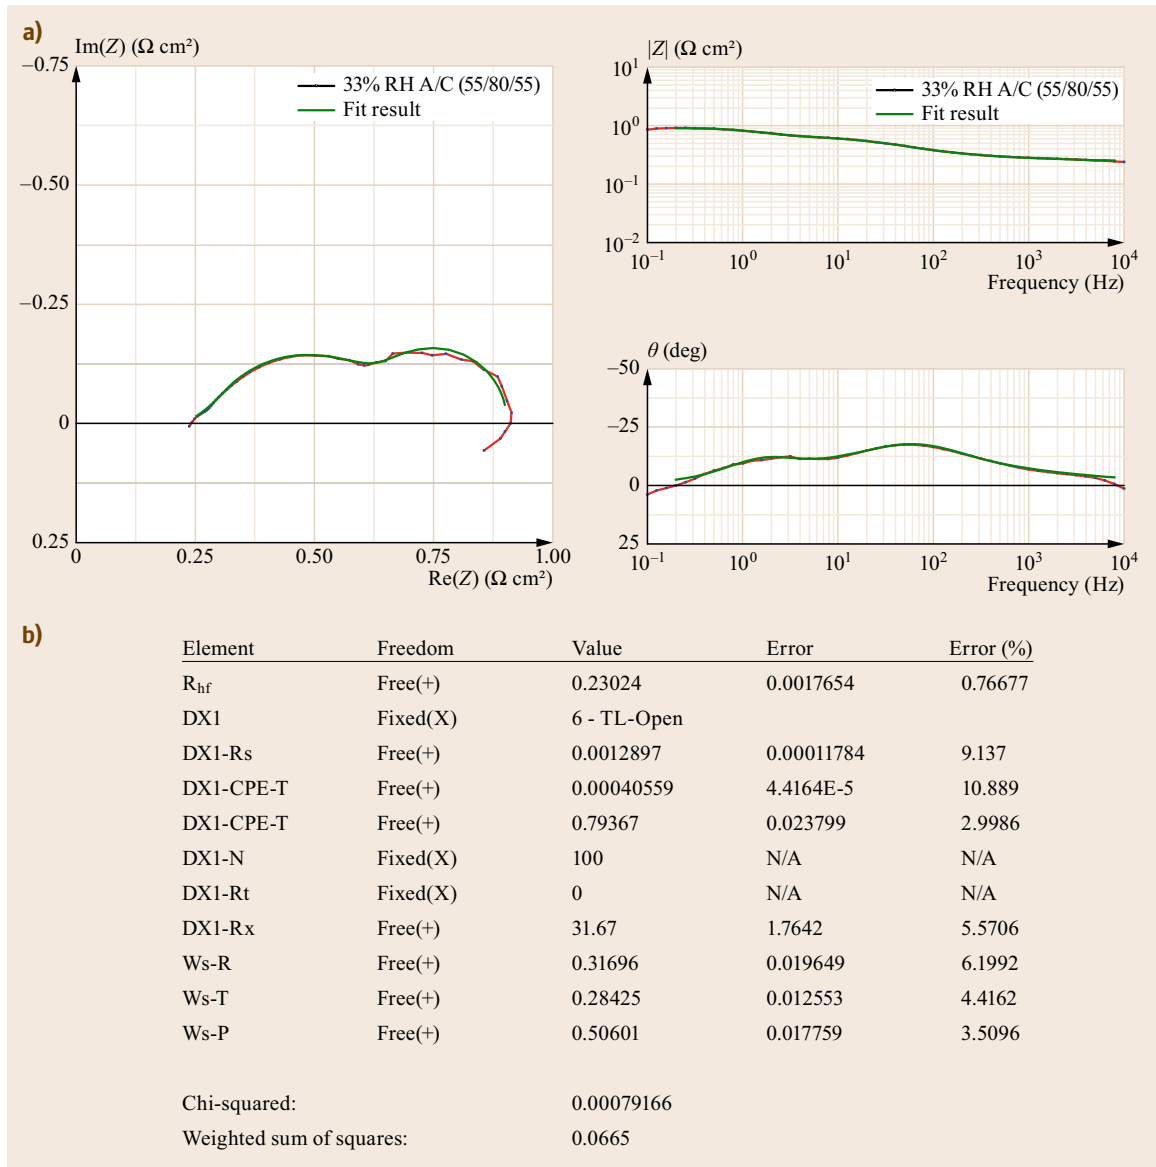 a)
Im(Z) (Ω cm²)
−0.75
−0.50
−0.25
0
0.25
33% RH A/C (55/80/55)
Fit result
0 0.25 0.50 0.75 1.00
Re(Z) (Ω cm²)
|Z| (Ω cm²)
10¹
10⁰
10⁻¹
10⁻²
33% RH A/C (55/80/55)
Fit result
10⁻¹ 10⁰ 10¹ 10² 10³ 10⁴
Frequency (Hz)
θ (deg)
−50
−25
0
25
10⁻¹ 10⁰ 10¹ 10² 10³ 10⁴
Frequency (Hz)
b)
Element Freedom Value Error Error (%)
R_hf Free(+) 0.23024 0.0017654 0.76677
DX1 Fixed(X) 6 - TL-Open
DX1-Rs Free(+) 0.0012897 0.00011784 9.137
DX1-CPE-T Free(+) 0.00040559 4.4164E-5 10.889
DX1-CPE-T Free(+) 0.79367 0.023799 2.9986
DX1-N Fixed(X) 100 N/A N/A
DX1-Rt Fixed(X) 0 N/A N/A
DX1-Rx Free(+) 31.67 1.7642 5.5706
Ws-R Free(+) 0.31696 0.019649 6.1992
Ws-T Free(+) 0.28425 0.012553 4.4162
Ws-P Free(+) 0.50601 0.017759 3.5096
Chi-squared: 0.00079166
Weighted sum of squares: 0.0665